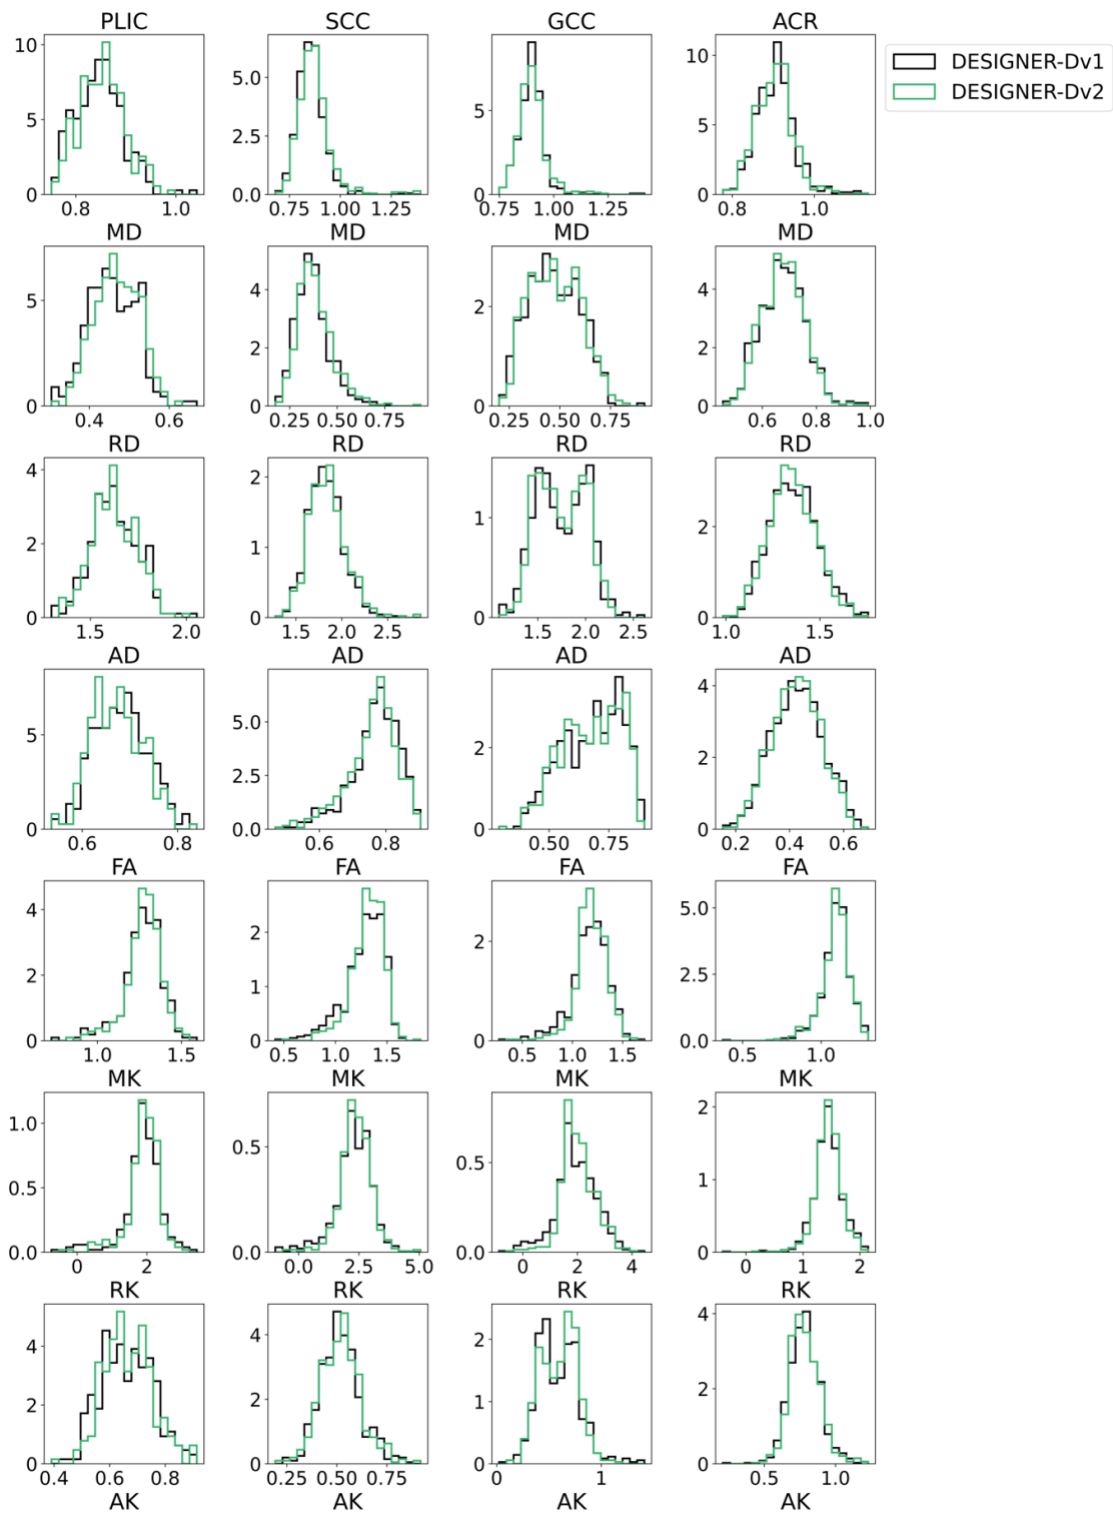 PLIC SCC GCC ACR
DESIGNER-Dv1
DESIGNER-Dv2
10 5.0 5 10
5 2.5 5
0 0.0 0 0
0.8 1.0 0.75 1.00 1.25 0.75 1.00 1.25 0.8 1.0
MD MD MD MD
5 4 2 4
2 2
0 0 0 0
0.4 0.6 0.25 0.50 0.75 0.25 0.50 0.75 0.6 0.8 1.0
RD RD RD RD
4 2 1 2
2 1
0 0 0 0
1.5 2.0 1.5 2.0 2.5 1.5 2.0 2.5 1.0 1.5
AD AD AD AD
5 5.0 2 4
2.5 2
0 0.0 0 0
0.6 0.8 0.6 0.8 0.50 0.75 0.2 0.4 0.6
FA FA FA FA
4 2 2 5.0
2 1 2.5
0 0 0 0.0
1.0 1.5 0.5 1.0 1.5 0.5 1.0 1.5 0.5 1.0
MK MK MK MK
1.0 0.5 0.5 2
0.5 1
0.0 0.0 0.0 0
0 2 0.0 2.5 5.0 0 2 4 0 1 2
RK RK RK RK
4 4 2 4
2 2 1 2
0 0 0 0
0.4 0.6 0.8 0.25 0.50 0.75 0 1 0.5 1.0
AK AK AK AK